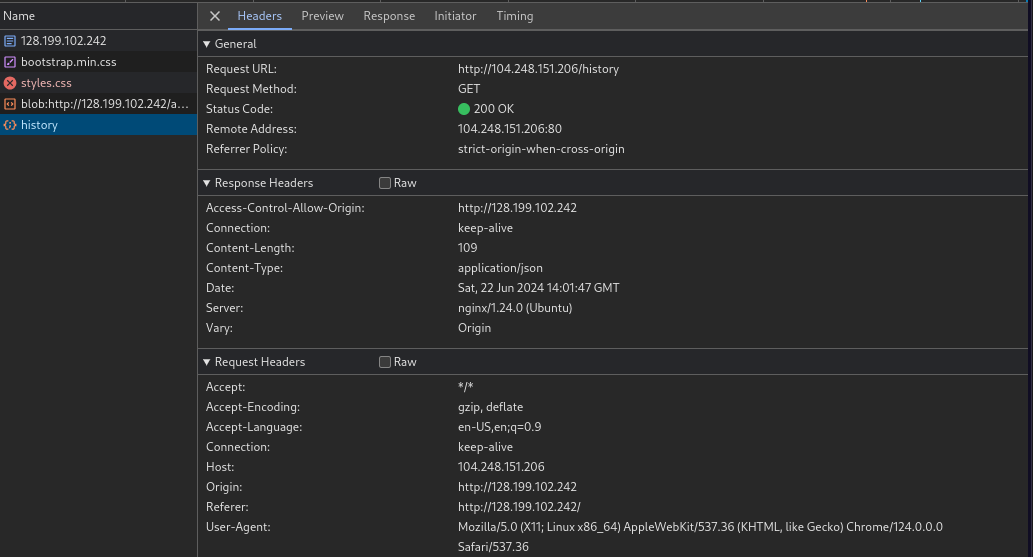 Name
128.199.102.242
bootstrap.min.css
styles.css
blob:http://128.199.102.242/a...
history
Headers Preview Response Initiator Timing
General
Request URL: http://104.248.151.206/history
Request Method: GET
Status Code: 200 OK
Remote Address: 104.248.151.206:80
Referrer Policy: strict-origin-when-cross-origin
Response Headers Raw
Access-Control-Allow-Origin: http://128.199.102.242
Connection: keep-alive
Content-Length: 109
Content-Type: application/json
Date: Sat, 22 Jun 2024 14:01:47 GMT
Server: nginx/1.24.0 (Ubuntu)
Vary: Origin
Request Headers Raw
Accept: */*
Accept-Encoding: gzip, deflate
Accept-Language: en-US,en;q=0.9
Connection: keep-alive
Host: 104.248.151.206
Origin: http://128.199.102.242
Referer: http://128.199.102.242/
User-Agent: Mozilla/5.0 (X11; Linux x86_64) AppleWebKit/537.36 (KHTML, like Gecko) Chrome/124.0.0.0
Safari/537.36